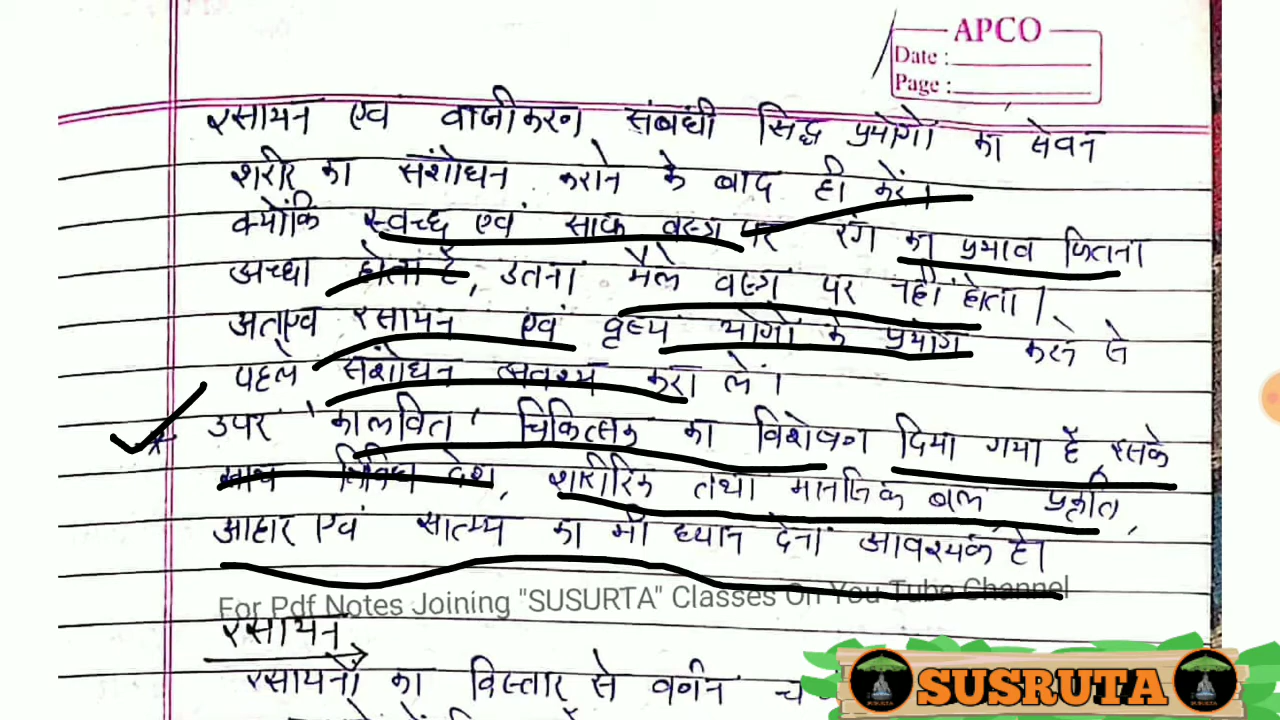 APCO
Date :
Page :
रसायन एवं वाजीकरण संबंधी सिद्ध प्रयोगों का सेवन
शरीर का संशोधन कराने के बाद ही करें।
क्योंकि स्वच्छ एवं साफ वस्त्र पर रंग का प्रभाव जितना
अच्छा होता है, उतना मैले वस्त्र पर नहीं होता।
अतएव रसायन एवं वृष्य योगों के प्रयोग करने से
पहले संशोधन अवश्य करा लें।
* उपर 'कालवित' चिकित्सक का विशेषण दिया गया है, इसके
साथ विविध देश, शारीरिक तथा मानसिक बल, प्रकृति,
आहार एवं सात्म्य का भी ध्यान देना आवश्यक है।
For Pdf Notes Joining "SUSURTA" Classes On You Tube Channel
रसायन
रसायनों का विस्तार से वर्णन
SUSRUTA